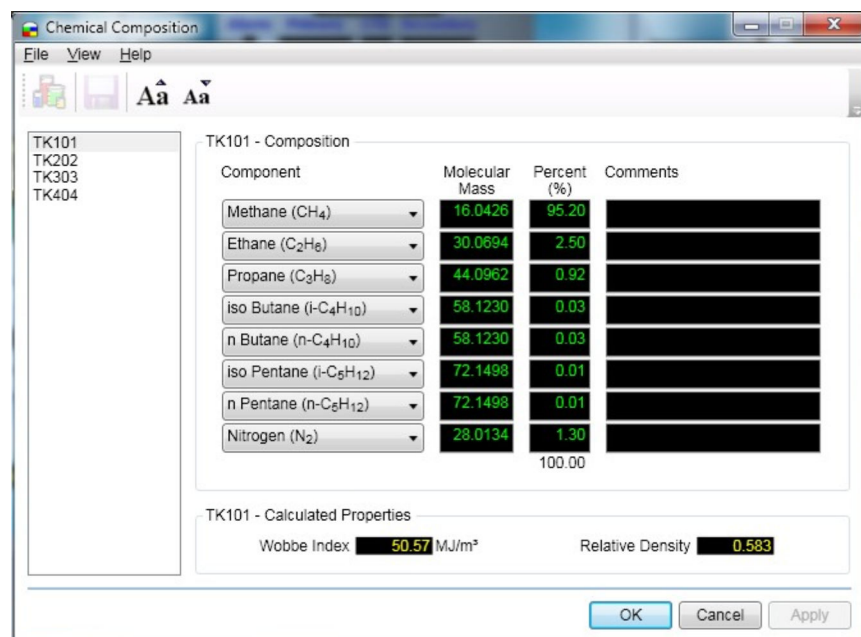 Chemical Composition
File View Help
Aa Aa
TK101
TK202
TK303
TK404
TK101 - Composition
Component Molecular Mass Percent (%) Comments
Methane (CH₄) 16.0426 95.20
Ethane (C₂H₆) 30.0694 2.50
Propane (C₃H₈) 44.0962 0.92
iso Butane (i-C₄H₁₀) 58.1230 0.03
n Butane (n-C₄H₁₀) 58.1230 0.03
iso Pentane (i-C₅H₁₂) 72.1498 0.01
n Pentane (n-C₅H₁₂) 72.1498 0.01
Nitrogen (N₂) 28.0134 1.30
100.00
TK101 - Calculated Properties
Wobbe Index 50.57 MJ/m³ Relative Density 0.583
OK Cancel Apply